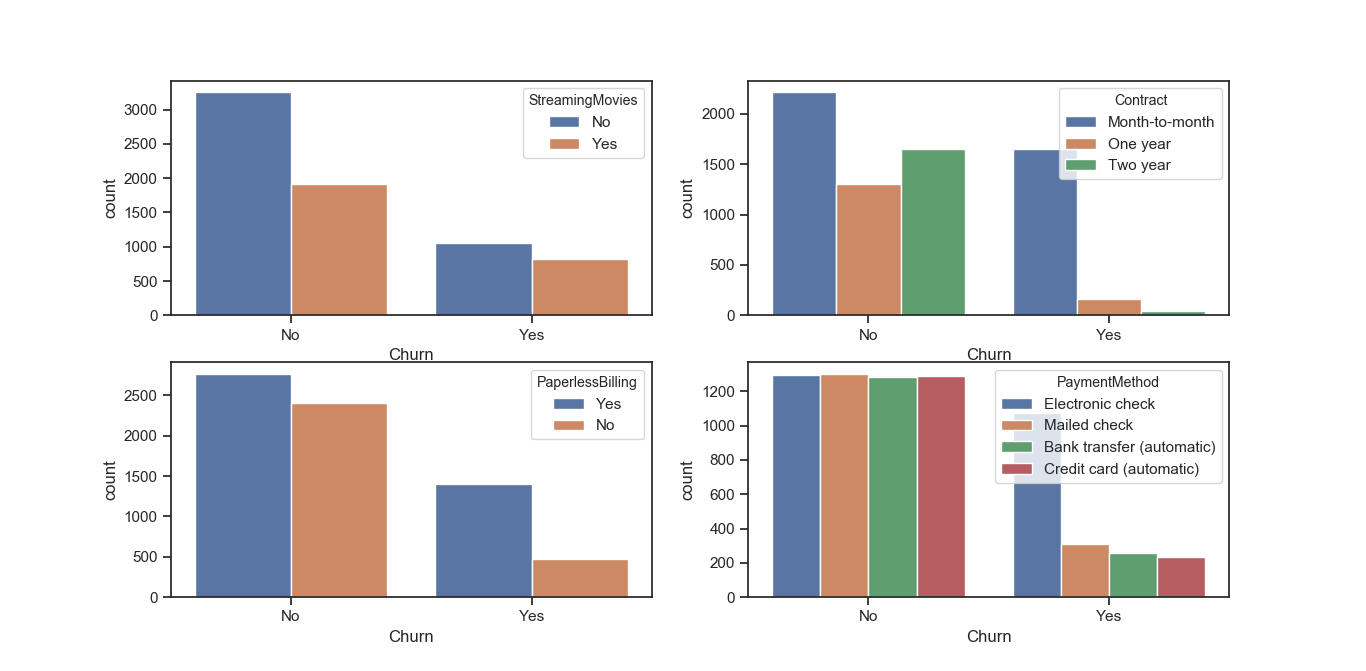 StreamingMovies
No
Yes
3000
2500
2000
1500
1000
500
0
count
No
Yes
Churn
Contract
Month-to-month
One year
Two year
2000
1500
1000
500
0
count
No
Yes
Churn
PaperlessBilling
Yes
No
2500
2000
1500
1000
500
0
count
No
Yes
Churn
PaymentMethod
Electronic check
Mailed check
Bank transfer (automatic)
Credit card (automatic)
1200
1000
800
600
400
200
0
count
No
Yes
Churn